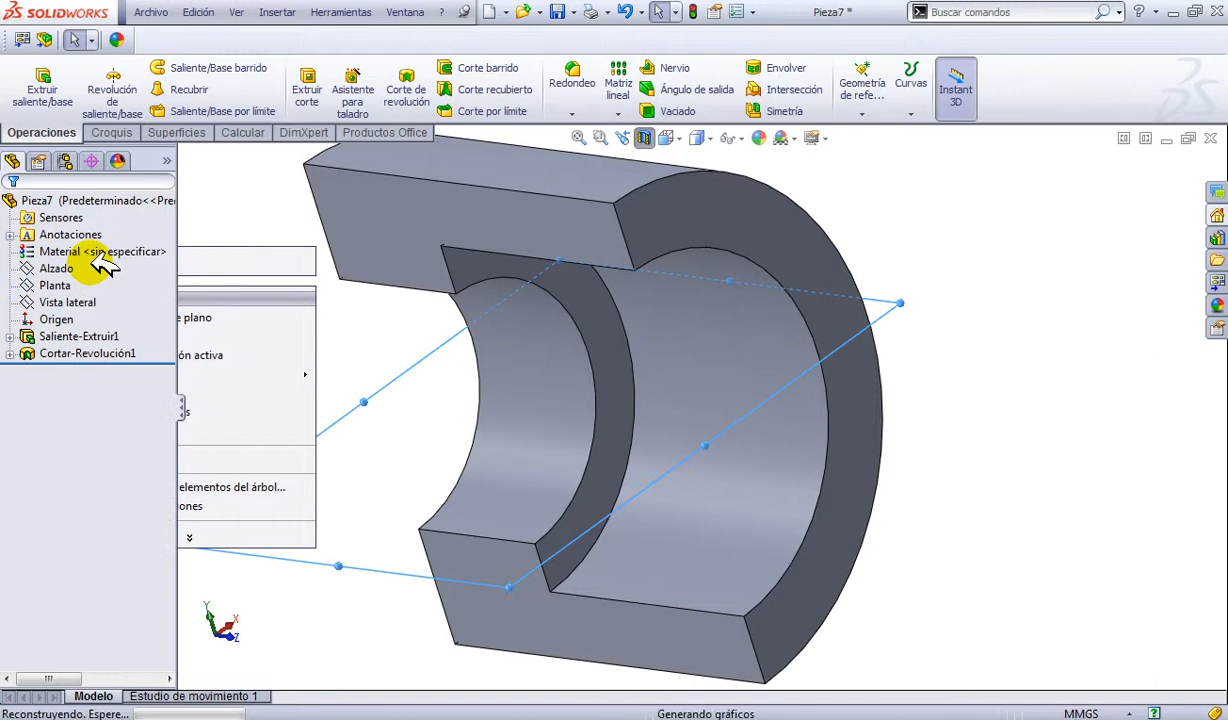 SOLIDWORKS
Archivo
Edición
Ver
Insertar
Herramientas
Ventana
?
Pieza7 *
Buscar comandos
?
Extruir
saliente/base
Revolución
de
saliente/base
Saliente/Base barrido
Recubrir
Saliente/Base por límite
Extruir
corte
Asistente
para
taladro
Corte de
revolución
Corte barrido
Corte recubierto
Corte por límite
Redondeo
Matriz
lineal
Nervio
Ángulo de salida
Vaciado
Envolver
Intersección
Simetría
Geometría
de refe...
Curvas
Instant
3D
Operaciones
Croquis
Superficies
Calcular
DimXpert
Productos Office
Pieza7 (Predeterminado<<Pre
Sensores
Anotaciones
Material <sin especificar>
Alzado
Planta
Vista lateral
Origen
Saliente-Extruir1
Cortar-Revolución1
e plano
ón activa
s
elementos del árbol...
ones
Y
X
Z
Modelo
Estudio de movimiento 1
Reconstruyendo. Espere...
Generando gráficos
MMGS
?